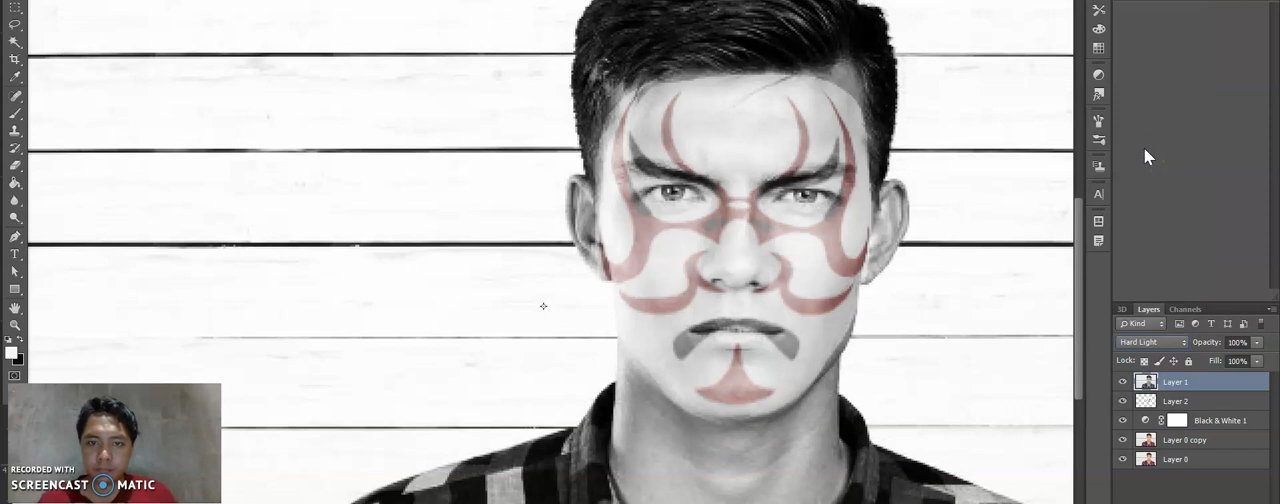 3D Layers Channels
Kind
Hard Light Opacity: 100%
Lock: Fill: 100%
Layer 1
Layer 2
Black & White 1
Layer 0 copy
Layer 0
RECORDED WITH
SCREENCAST MATIC